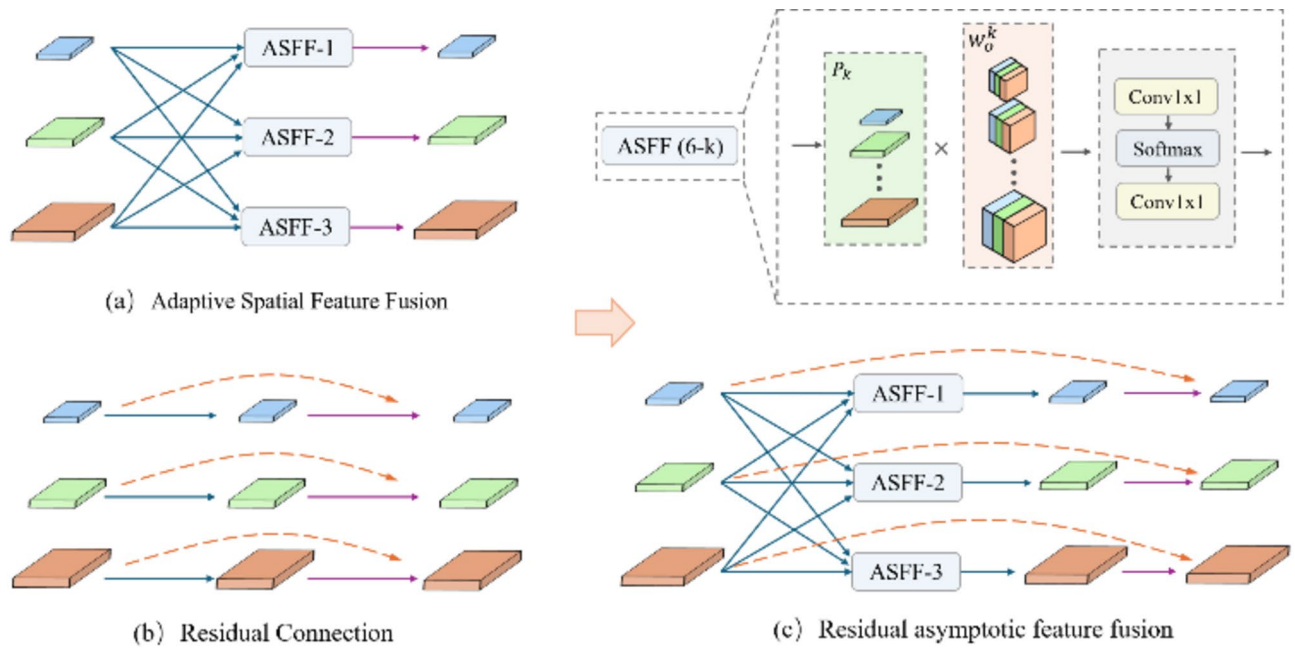 ASFF-1
ASFF-2
ASFF-3
(a) Adaptive Spatial Feature Fusion
ASFF (6-k)
P_k
×
w_o^k
Conv1x1
Softmax
Conv1x1
(b) Residual Connection
ASFF-1
ASFF-2
ASFF-3
(c) Residual asymptotic feature fusion